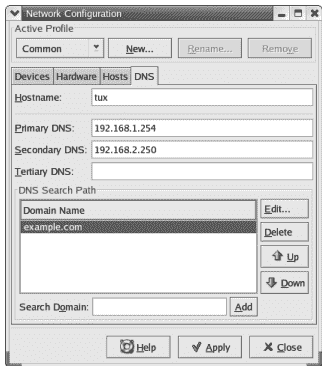 Network Configuration
Active Profile
Common New... Rename... Remove
Devices Hardware Hosts DNS
Hostname: tux
Primary DNS: 192.168.1.254
Secondary DNS: 192.168.2.250
Tertiary DNS:
DNS Search Path
Domain Name
example.com
Edit...
Delete
Up
Down
Search Domain: Add
Help Apply Close